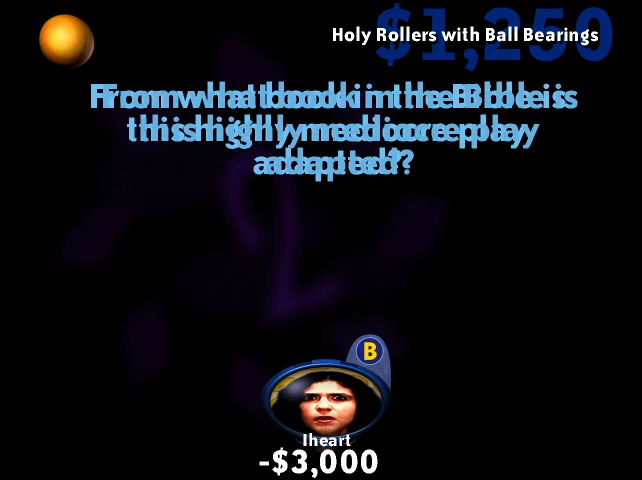 $1,250
Holy Rollers with Ball Bearings
From what book in the Bible is
this highly mediocre play
adapted?
B
Iheart
-$3,000